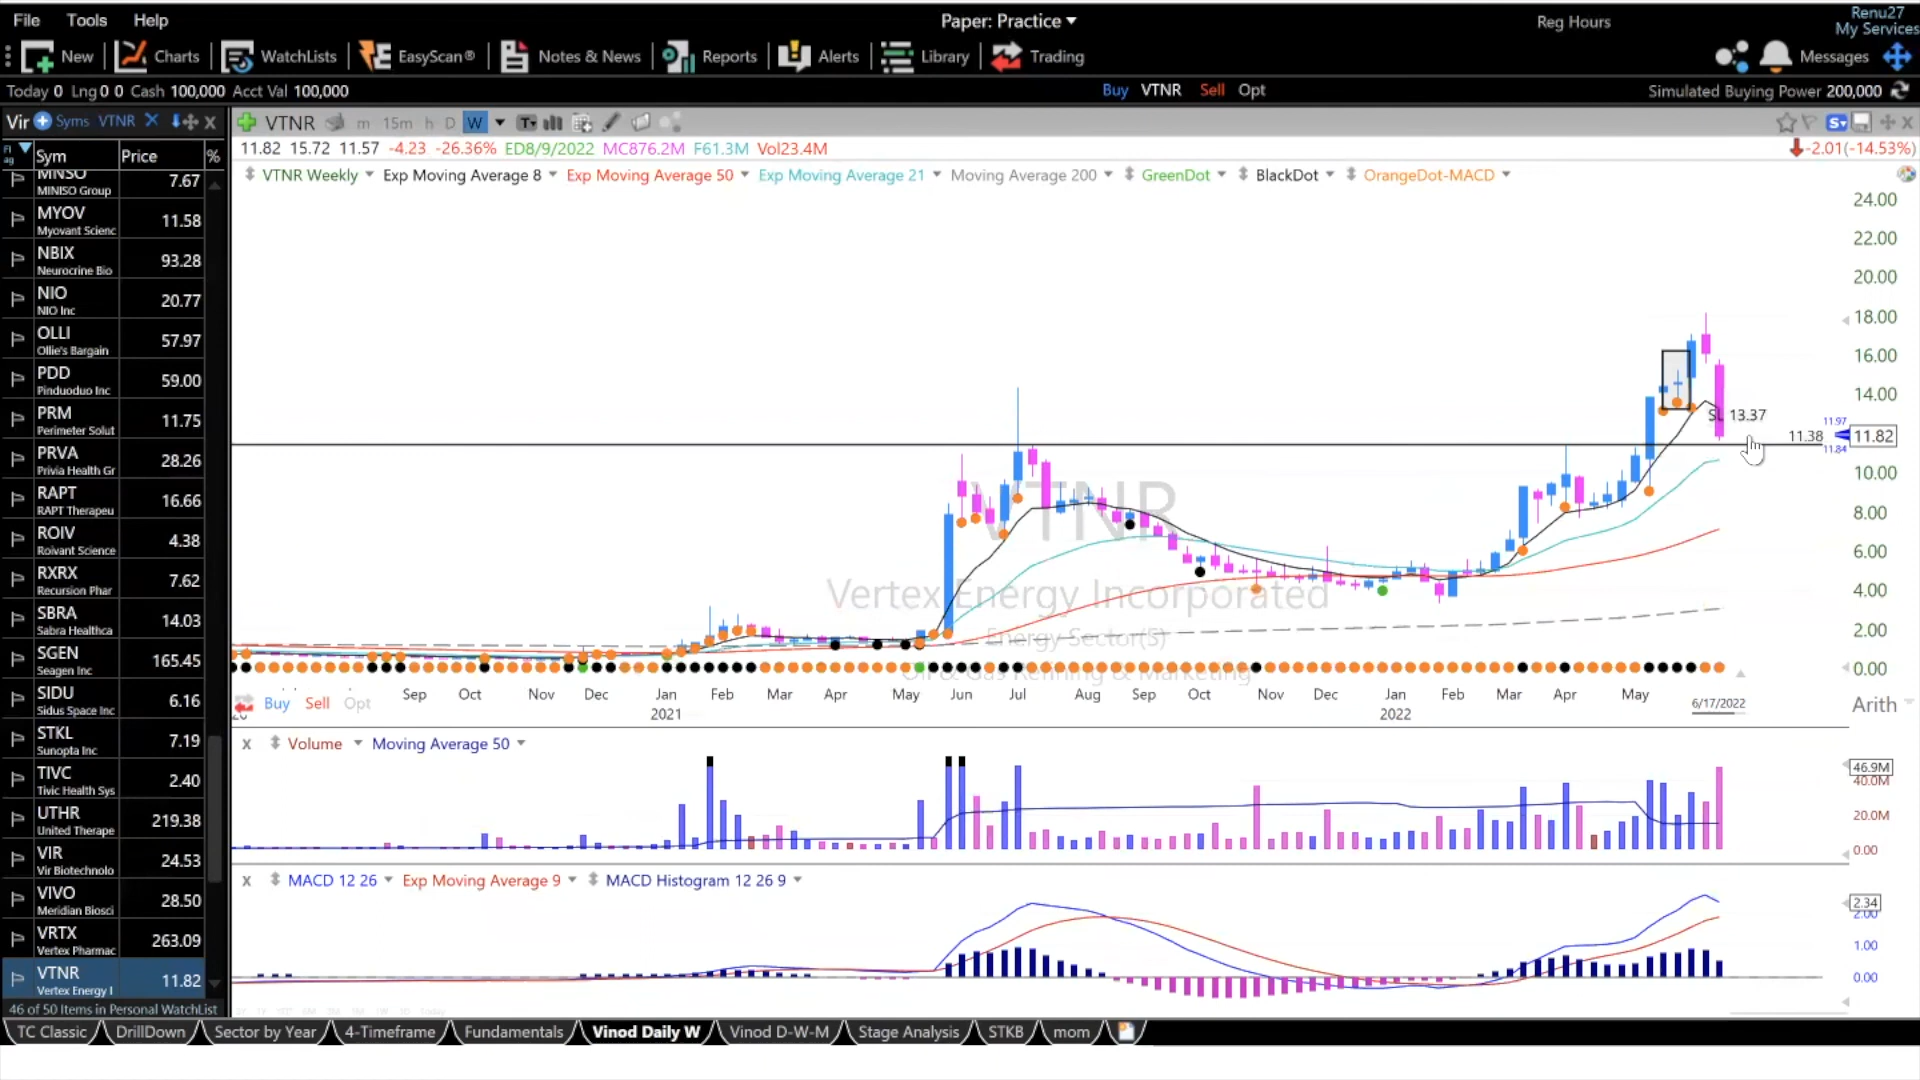 File Tools Help Paper: Practice Reg Hours Renu27
My Services
New Charts WatchLists EasyScan® Notes & News Reports Alerts Library Trading Messages
Today 0 Lng 0 0 Cash 100,000 Acct Val 100,000 Buy VTNR Sell Opt Simulated Buying Power 200,000
Vir Syms VTNR X X VTNR m 15m h D W
Flag Sym Price %
11.82 15.72 11.57 -4.23 -26.36% ED8/9/2022 MC876.2M F61.3M Vol23.4M -2.01(-14.53%)
VTNR Weekly Exp Moving Average 8 Exp Moving Average 50 Exp Moving Average 21 Moving Average 200 GreenDot BlackDot OrangeDot-MACD
MNSO 7.67
MINISO Group
MYOV 11.58
Myovant Scienc
NBIX 93.28
Neurocrine Bio
NIO 20.77
NIO Inc
OLLI 57.97
Ollie's Bargain
PDD 59.00
Pinduoduo Inc
PRM 11.75
Perimeter Solut
PRVA 28.26
Privia Health Gr
RAPT 16.66
RAPT Therapeu
ROIV 4.38
Roivant Science
RXRX 7.62
Recursion Phar
SBRA 14.03
Sabra Healthca
SGEN 165.45
Seagen Inc
SIDU 6.16
Sidus Space Inc
STKL 7.19
Sunopta Inc
TIVC 2.40
Tivic Health Sys
UTHR 219.38
United Therape
VIR 24.53
Vir Biotechnolo
VIVO 28.50
Meridian Biosci
VRTX 263.09
Vertex Pharmac
VTNR 11.82
Vertex Energy I
46 of 50 Items in Personal WatchList
24.00
22.00
20.00
18.00
16.00
14.00
SL 13.37
11.97
11.38 11.82
11.84
10.00
8.00
6.00
4.00
2.00
0.00
VTNR
Vertex Energy Incorporated
Energy Sector(S)
Oil & Gas Refining & Marketing
Sep Oct Nov Dec Jan Feb Mar Apr May Jun Jul Aug Sep Oct Nov Dec Jan Feb Mar Apr May
2021 2022 6/17/2022
Buy Sell Opt Arith
X Volume Moving Average 50
46.9M
40.0M
20.0M
0.00
X MACD 12 26 Exp Moving Average 9 MACD Histogram 12 26 9
2.34
2.00
1.00
0.00
TC Classic DrillDown Sector by Year 4-Timeframe Fundamentals Vinod Daily W Vinod D-W-M Stage Analysis STKB mom